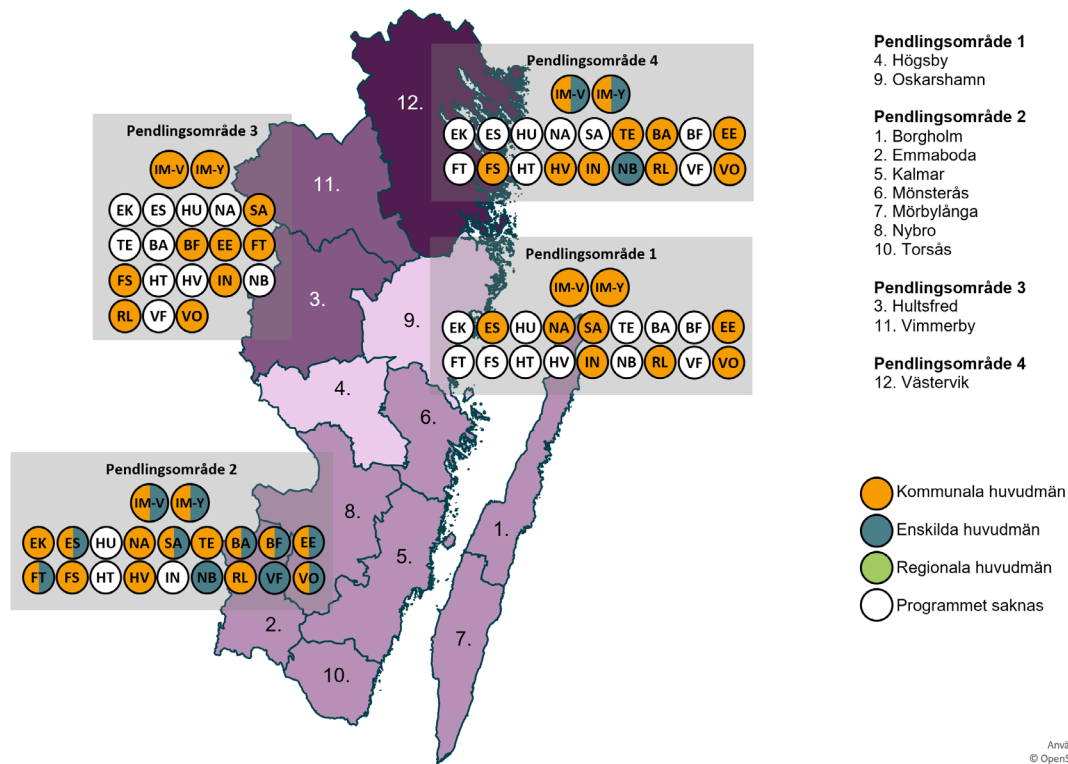 12.
Pendlingsområde 4
IM-V IM-Y
EK ES HU NA SA TE BA BF EE
FT FS HT HV IN NB RL VF VO
Pendlingsområde 3
IM-V IM-Y
EK ES HU NA SA
TE BA BF EE FT
FS HT HV IN NB
RL VF VO
11.
3.
Pendlingsområde 1
IM-V IM-Y
EK ES HU NA SA TE BA BF EE
FT FS HT HV IN NB RL VF VO
9.
4.
6.
Pendlingsområde 2
IM-V IM-Y
EK ES HU NA SA TE BA BF EE
FT FS HT HV IN NB RL VF VO
8.
1.
5.
2.
7.
10.
Pendlingsområde 1
4. Högsby
9. Oskarshamn
Pendlingsområde 2
1. Borgholm
2. Emmaboda
5. Kalmar
6. Mönsterås
7. Mörbylånga
8. Nybro
10. Torsås
Pendlingsområde 3
3. Hultsfred
11. Vimmerby
Pendlingsområde 4
12. Västervik
Kommunala huvudmän
Enskilda huvudmän
Regionala huvudmän
Programmet saknas
Anvä
© OpenS